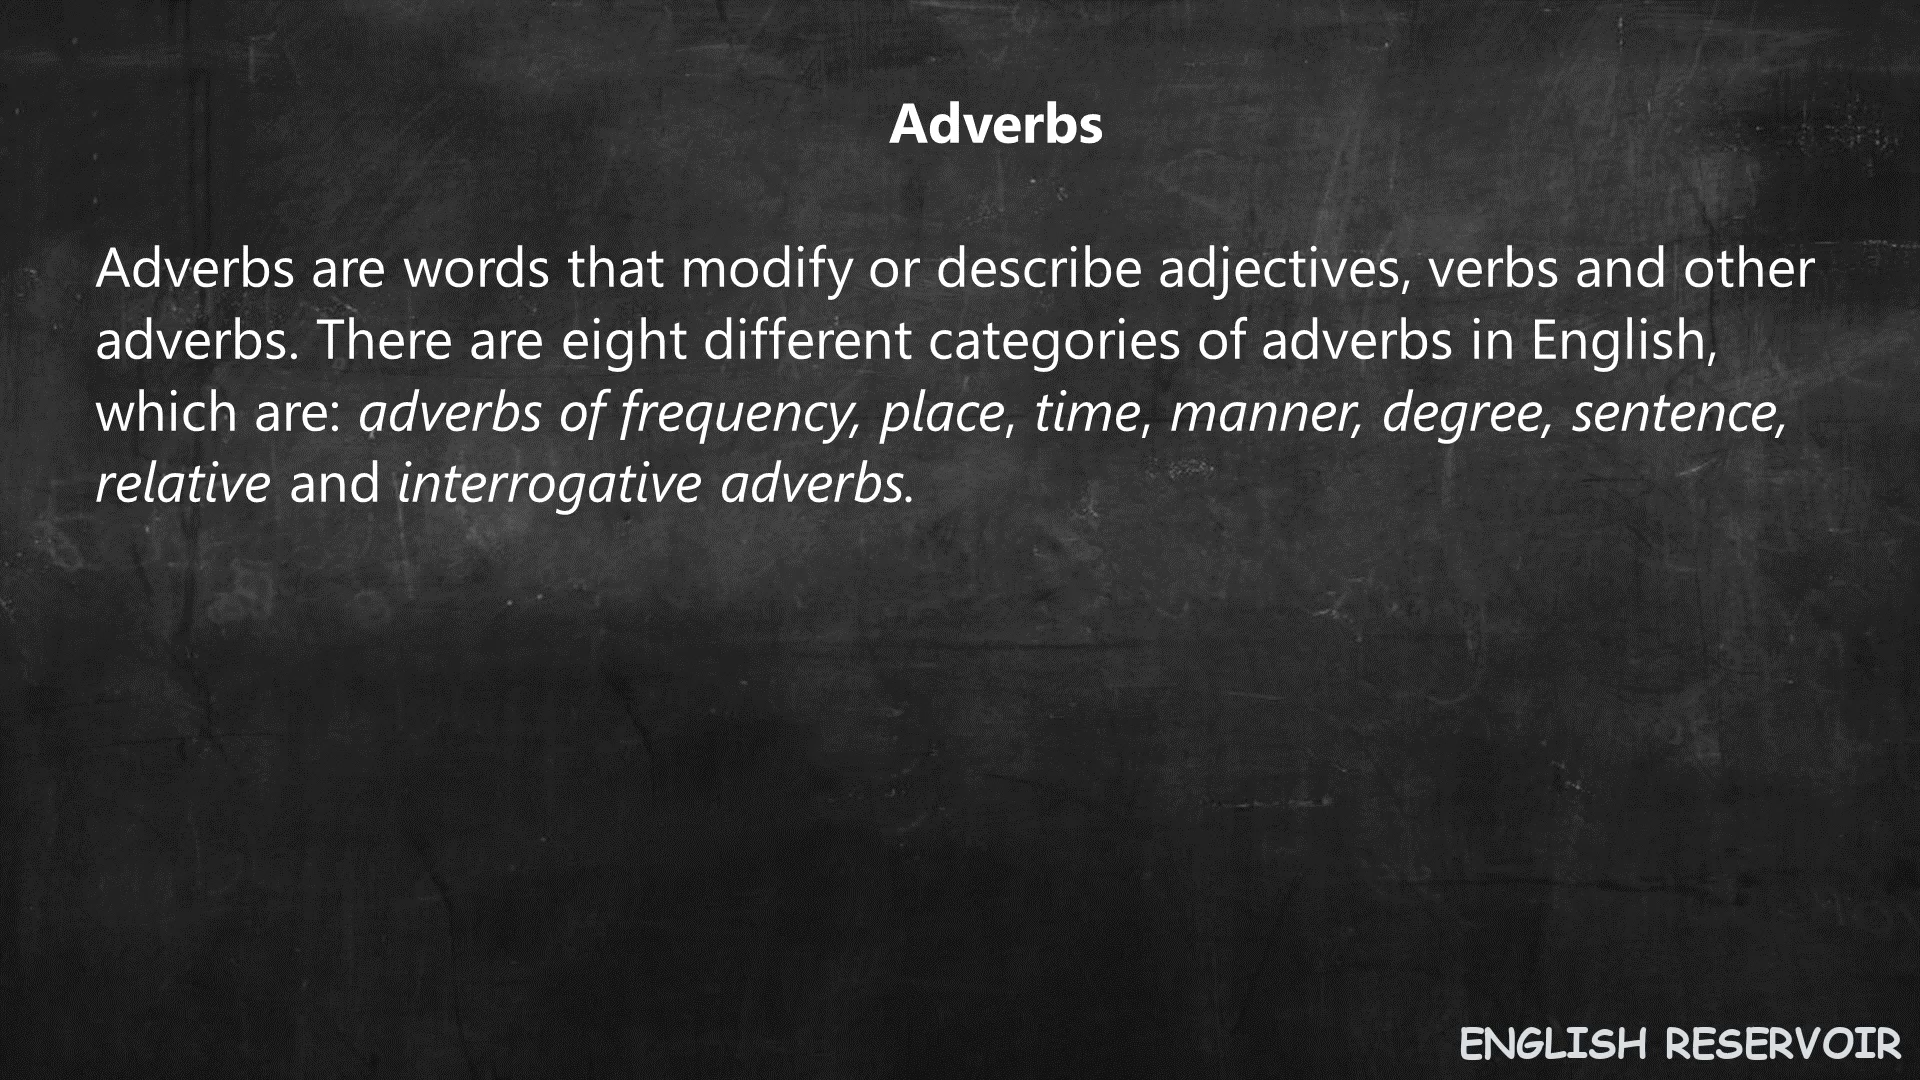 Adverbs
Adverbs are words that modify or describe adjectives, verbs and other
adverbs. There are eight different categories of adverbs in English,
which are: adverbs of frequency, place, time, manner, degree, sentence,
relative and interrogative adverbs.
ENGLISH RESERVOIR